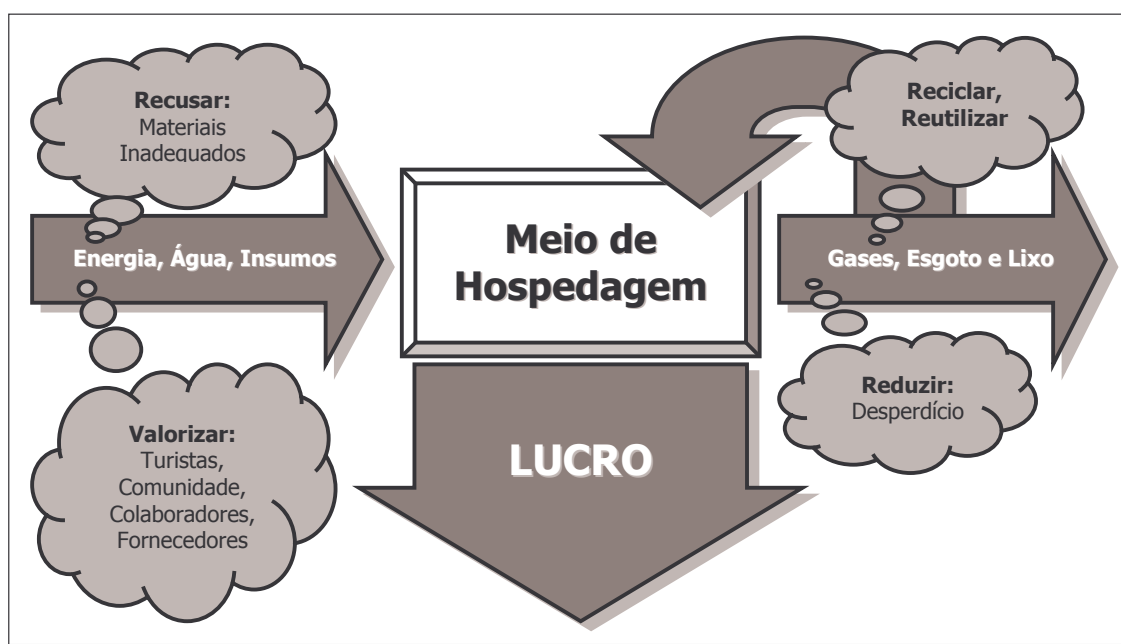 Recusar:
Materiais
Inadequados
Energia, Água, Insumos
Valorizar:
Turistas,
Comunidade,
Colaboradores,
Fornecedores
Meio de
Hospedagem
LUCRO
Reciclar,
Reutilizar
Gases, Esgoto e Lixo
Reduzir:
Desperdício